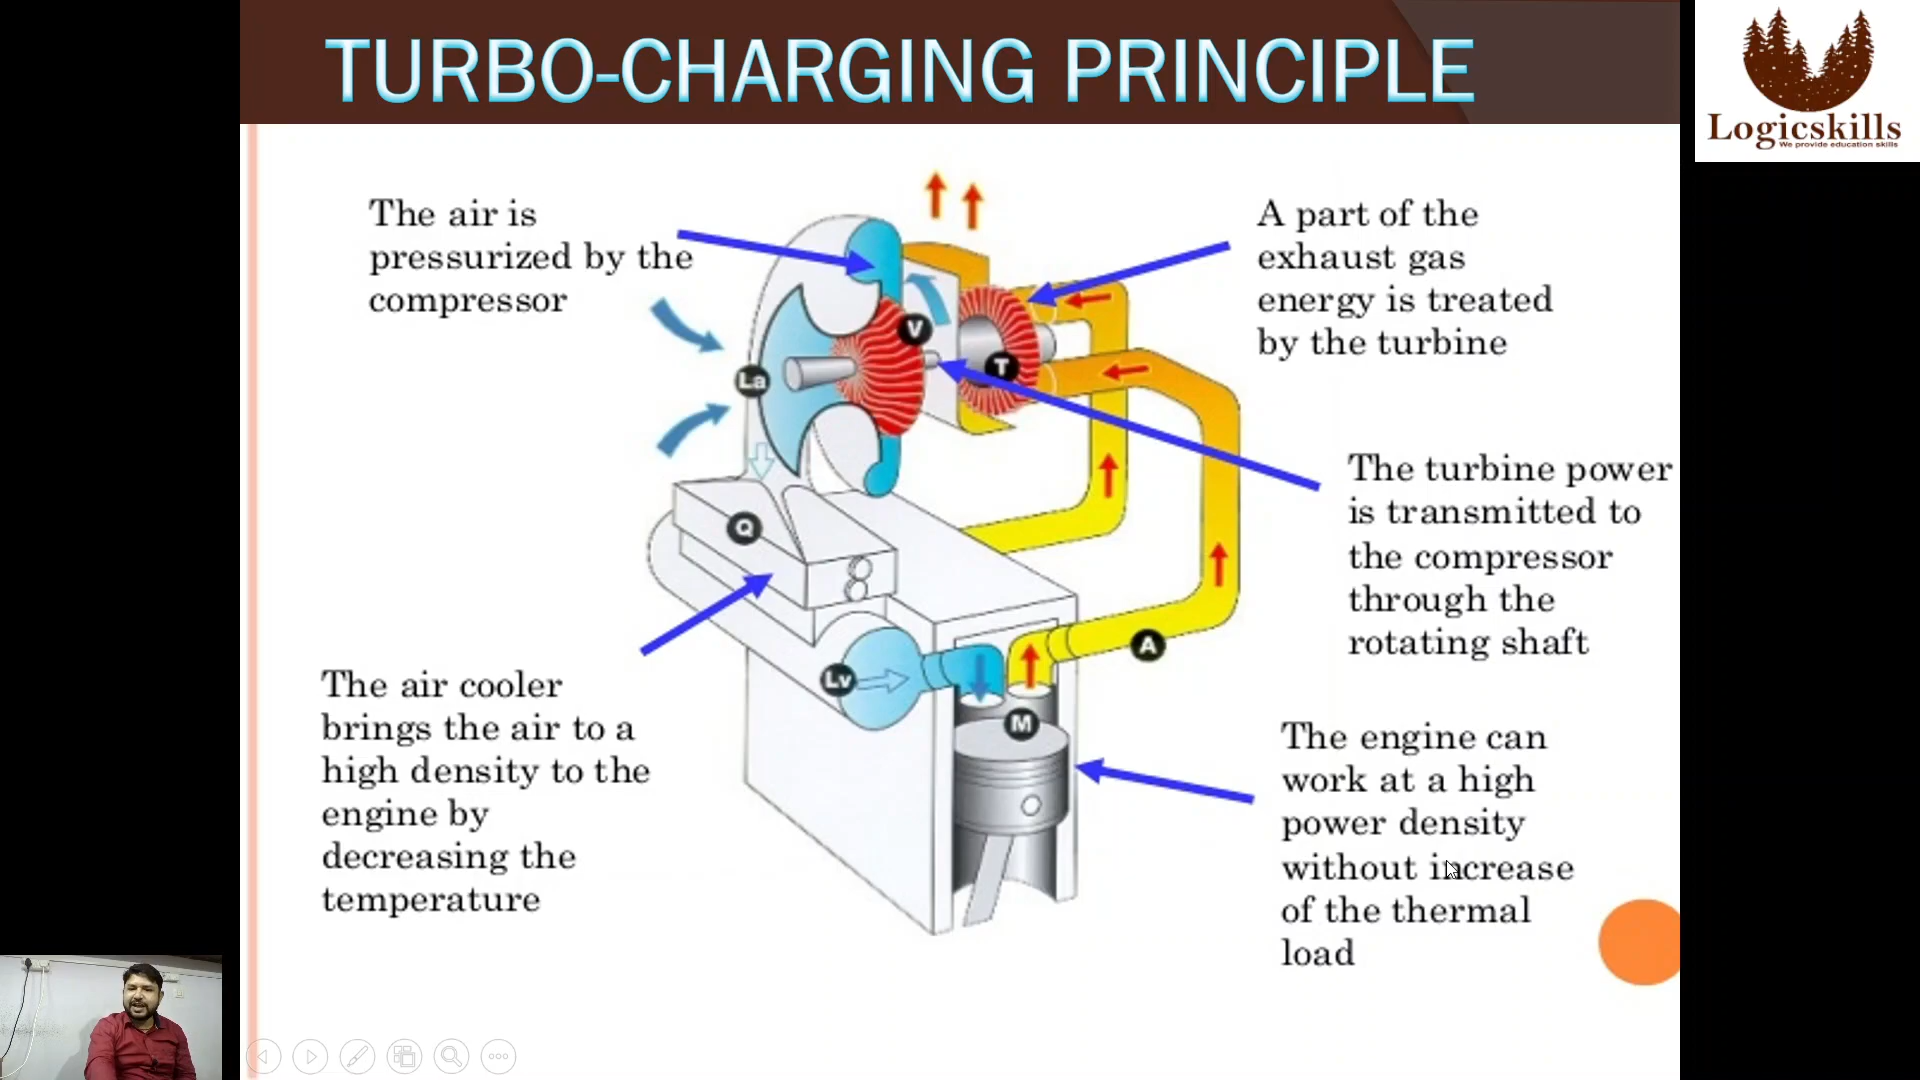 TURBO-CHARGING PRINCIPLE
Logicskills
We provide education skills
The air is
pressurized by the
compressor
A part of the
exhaust gas
energy is treated
by the turbine
V
T
La
The turbine power
is transmitted to
the compressor
through the
rotating shaft
Q
A
Lv
M
The air cooler
brings the air to a
high density to the
engine by
decreasing the
temperature
The engine can
work at a high
power density
without increase
of the thermal
load